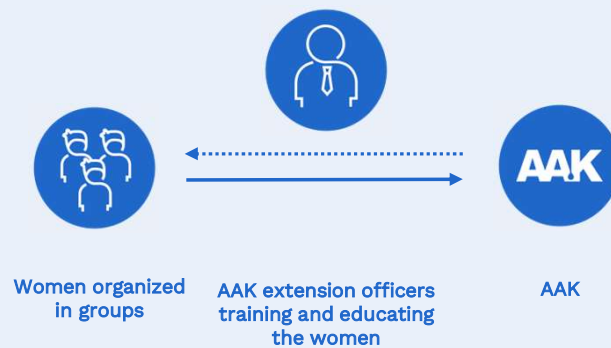 AAK
Women organized
in groups
AAK extension officers
training and educating
the women
AAK